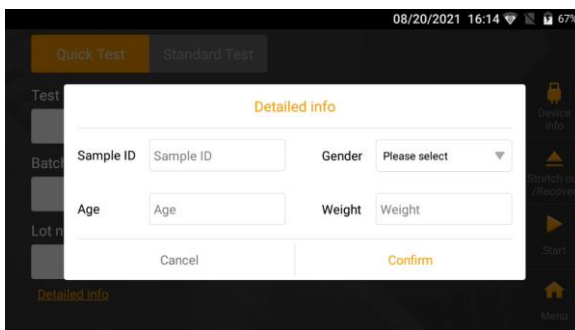 08/20/2021 16:14 67%
Quick Test Standard Test
Test
Detailed info
Device
info
Sample ID Sample ID Gender Please select
Batch
Stretch ou
/Recover
Age Age Weight Weight
Lot n
Cancel Confirm
Start
Detailed info
Menu